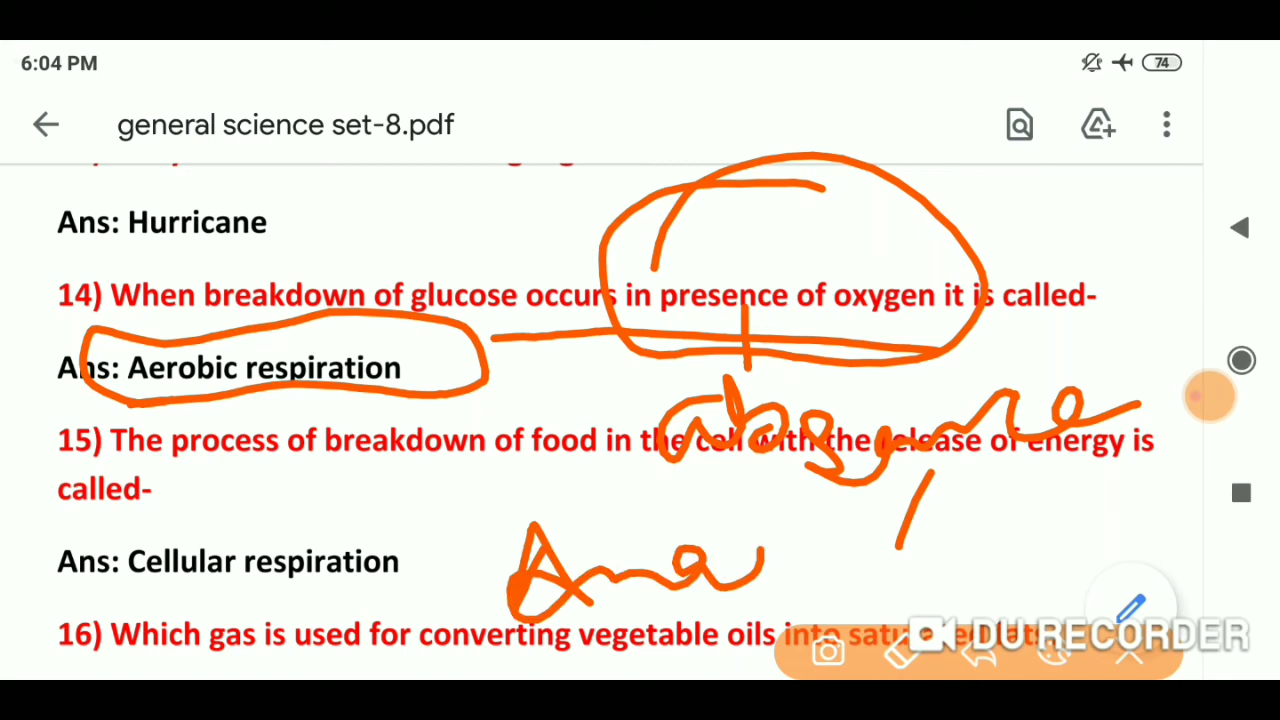 6:04 PM
74
general science set-8.pdf
Ans: Hurricane
14) When breakdown of glucose occurs in presence of oxygen it is called-
Ans: Aerobic respiration
absence
15) The process of breakdown of food in the cell with the release of energy is
called-
Ans: Cellular respiration
Ana
16) Which gas is used for converting vegetable oils into saturated fats
DU RECORDER